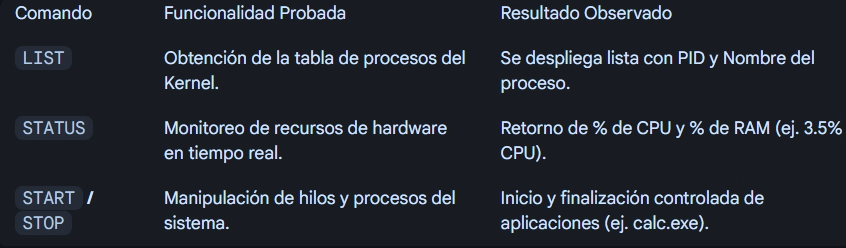 Comando Funcionalidad Probada Resultado Observado
LIST Obtención de la tabla de procesos del Se despliega lista con PID y Nombre del
Kernel. proceso.
STATUS Monitoreo de recursos de hardware Retorno de % de CPU y % de RAM (ej. 3.5%
en tiempo real. CPU).
START / Manipulación de hilos y procesos del Inicio y finalización controlada de
STOP sistema. aplicaciones (ej. calc.exe).